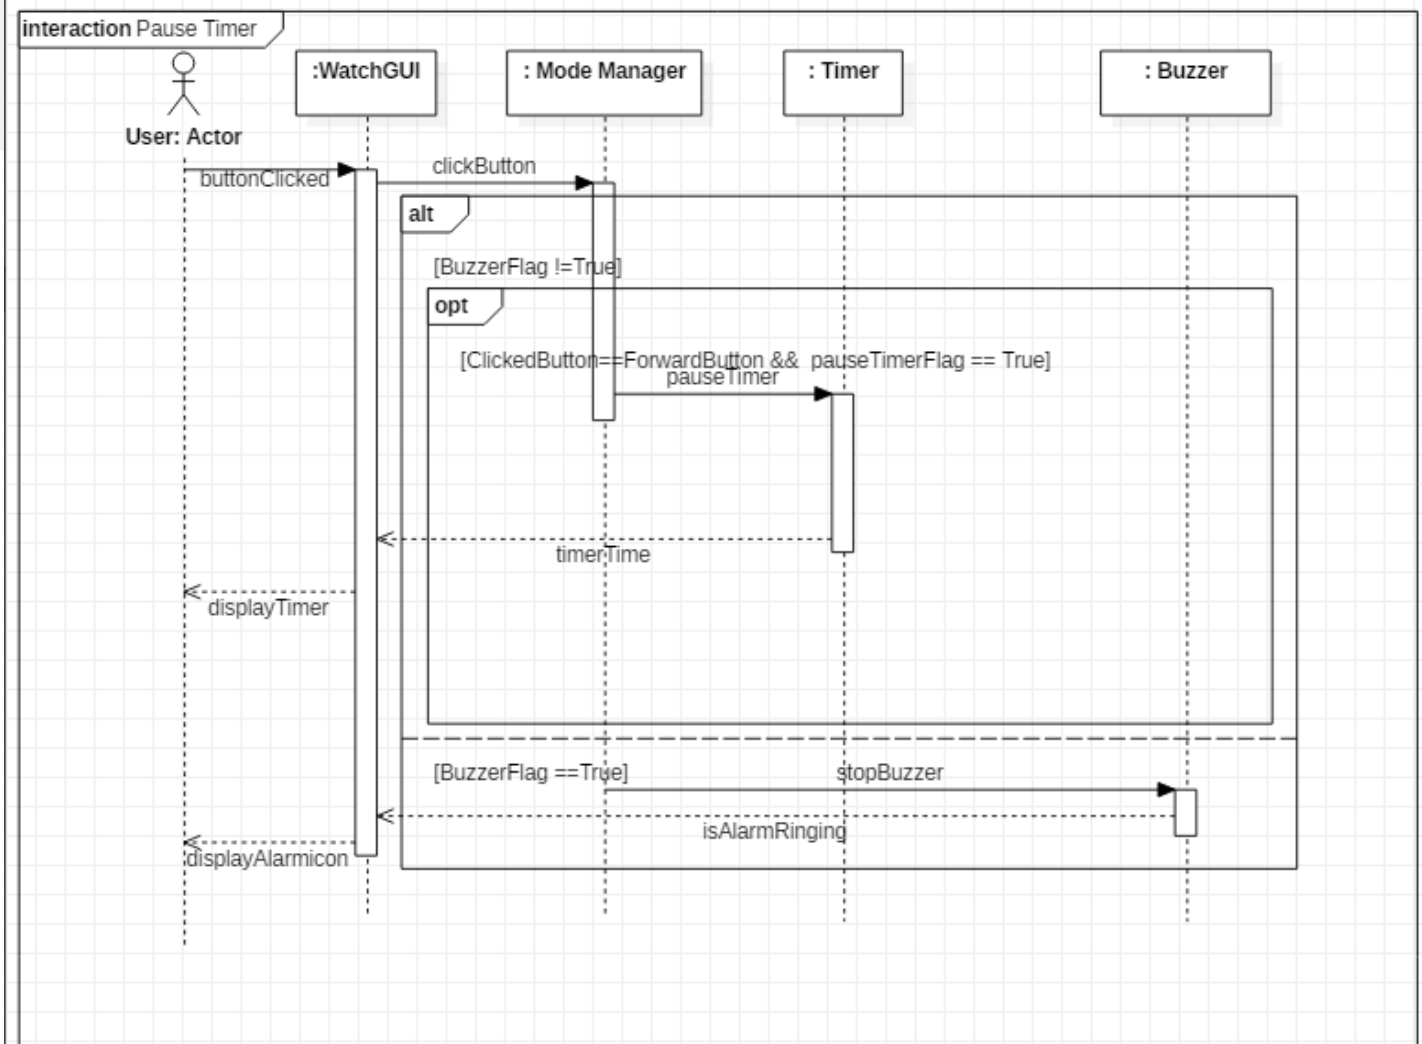 interaction Pause Timer
:WatchGUI
: Mode Manager
: Timer
: Buzzer
User: Actor
buttonClicked
clickButton
alt
[BuzzerFlag !=True]
opt
[ClickedButton==ForwardButton && pauseTimerFlag == True]
pauseTimer
timerTime
displayTimer
[BuzzerFlag ==True]
stopBuzzer
isAlarmRinging
displayAlarmicon